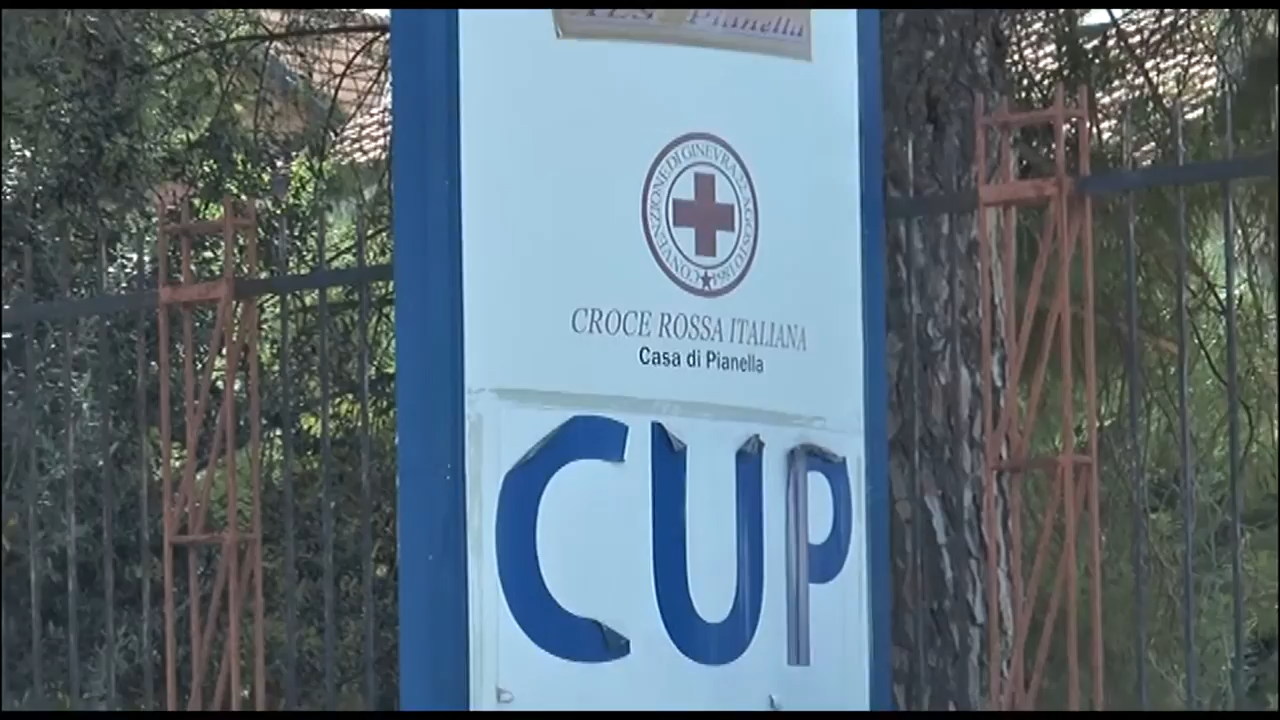 Pianella
CONVENZIONE DI GINEVRA 22 AGOSTO 1864
CROCE ROSSA ITALIANA
Casa di Pianella
CUP